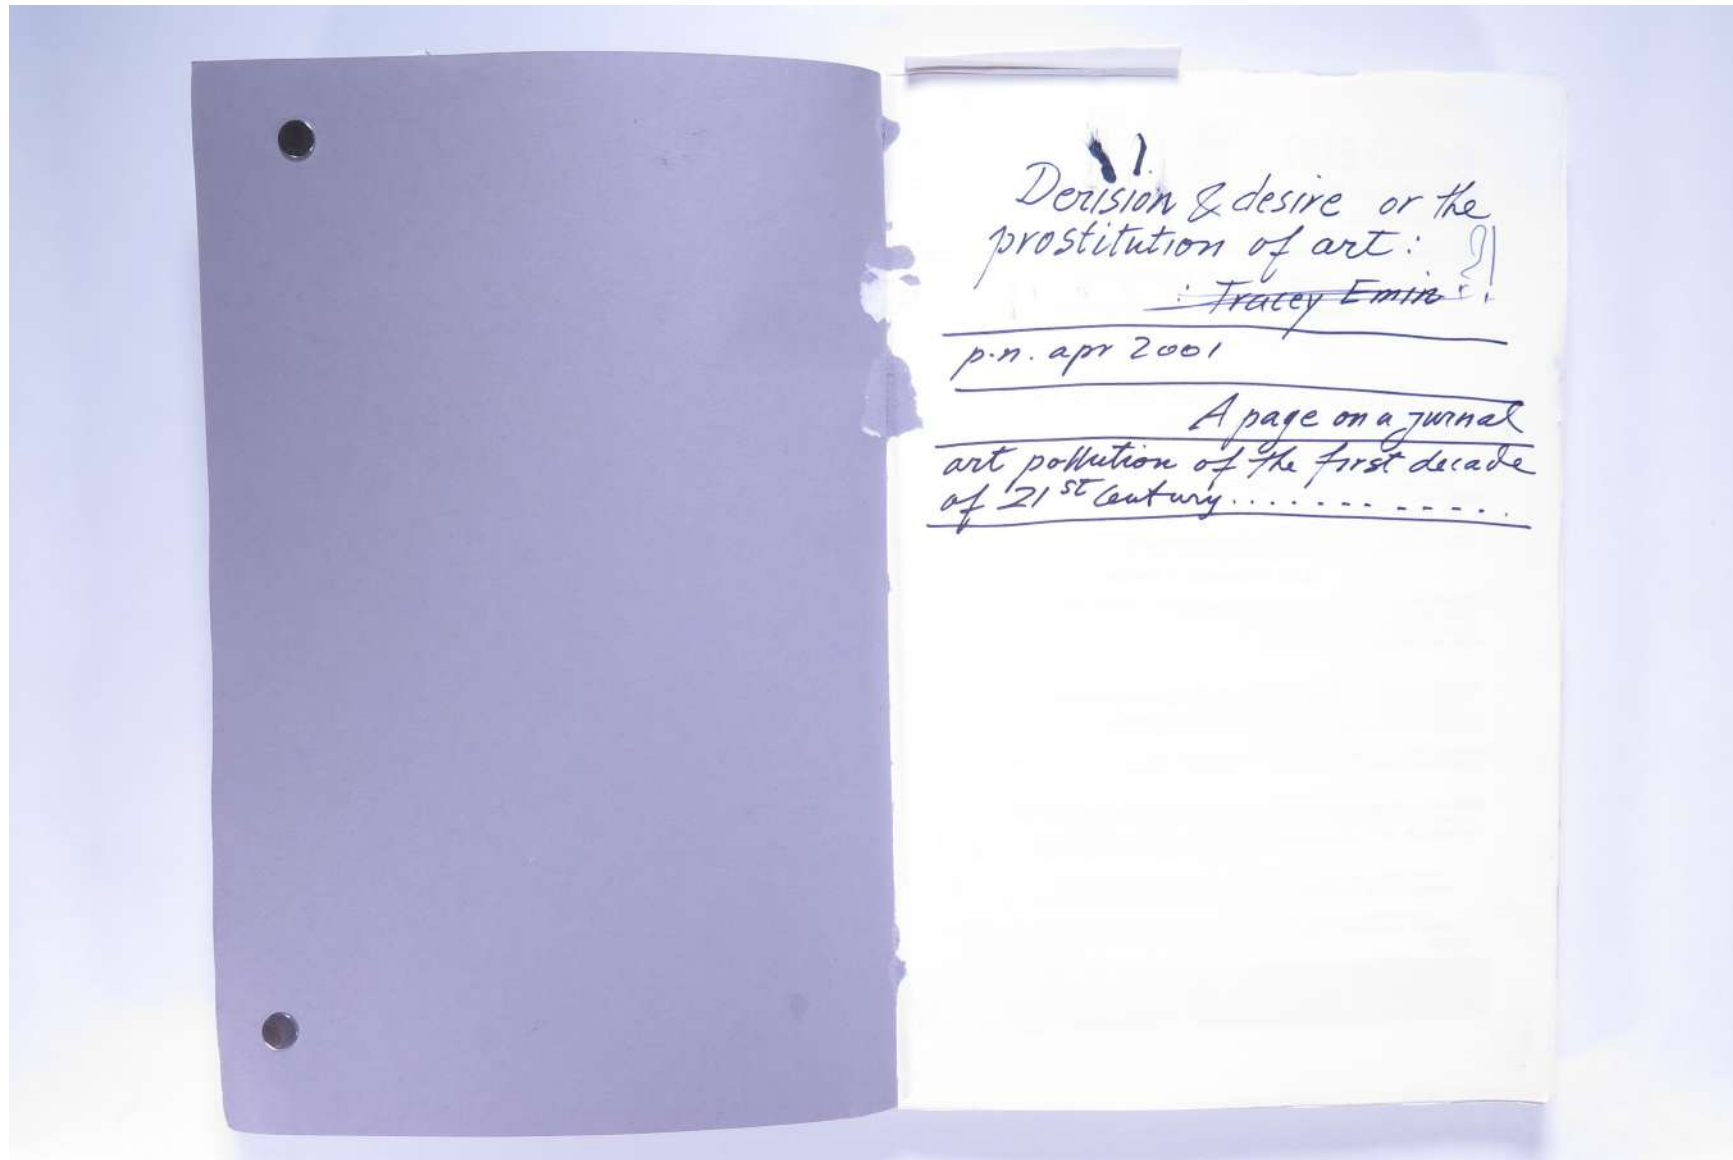 Derision & desire or the
prostitution of art:
: Tracey Emin ?!
p.n. apr 2001
A page on a jurnal
art pollution of the first decade
of 21st Century............